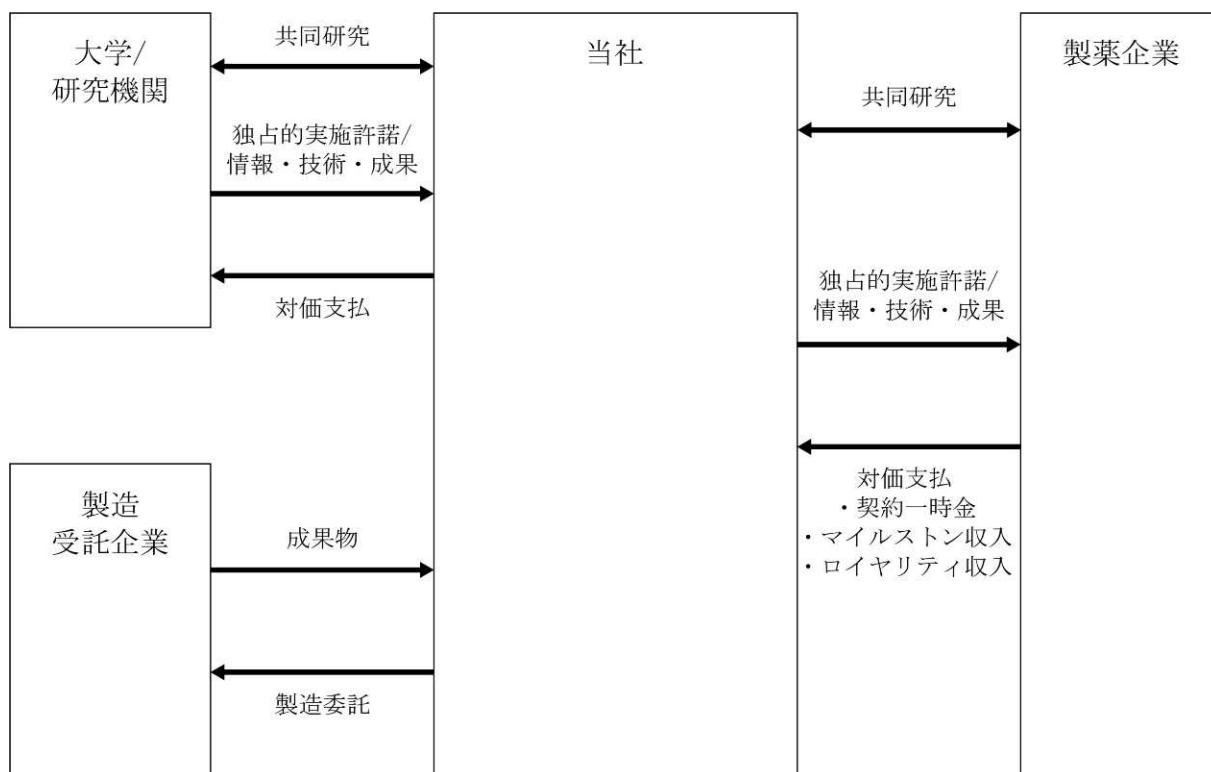 大学/
研究機関
共同研究
独占的実施許諾/
情報・技術・成果
対価支払
当社
製薬企業
共同研究
独占的実施許諾/
情報・技術・成果
対価支払
・契約一時金
・マイルストン収入
・ロイヤリティ収入
製造
受託企業
成果物
製造委託